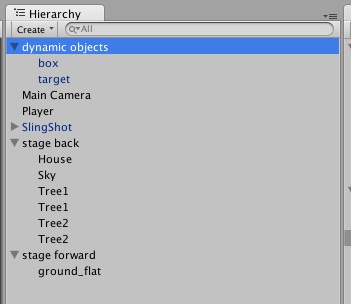 Hierarchy
Create All
dynamic objects
box
target
Main Camera
Player
SlingShot
stage back
House
Sky
Tree1
Tree1
Tree2
Tree2
stage forward
ground_flat